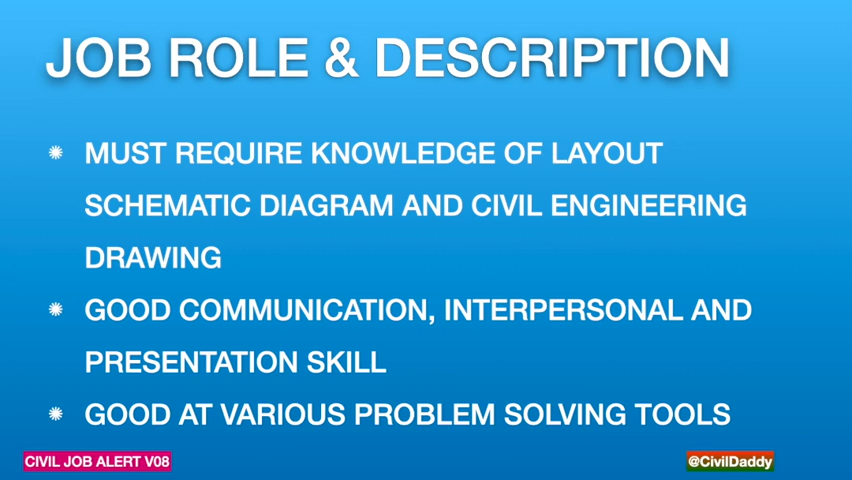 JOB ROLE & DESCRIPTION
MUST REQUIRE KNOWLEDGE OF LAYOUT
SCHEMATIC DIAGRAM AND CIVIL ENGINEERING
DRAWING
GOOD COMMUNICATION, INTERPERSONAL AND
PRESENTATION SKILL
GOOD AT VARIOUS PROBLEM SOLVING TOOLS
CIVIL JOB ALERT V08
@CivilDaddy